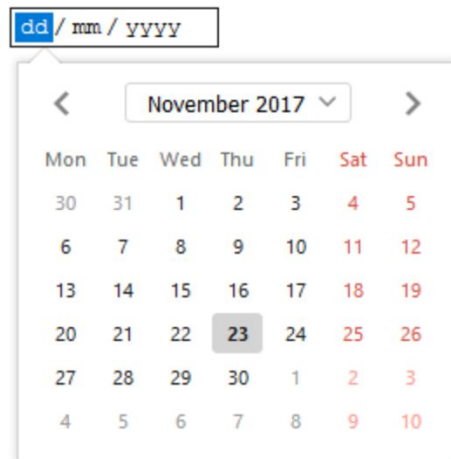 dd / mm / yyyy
November 2017
Mon Tue Wed Thu Fri Sat Sun
30 31 1 2 3 4 5
6 7 8 9 10 11 12
13 14 15 16 17 18 19
20 21 22 23 24 25 26
27 28 29 30 1 2 3
4 5 6 7 8 9 10